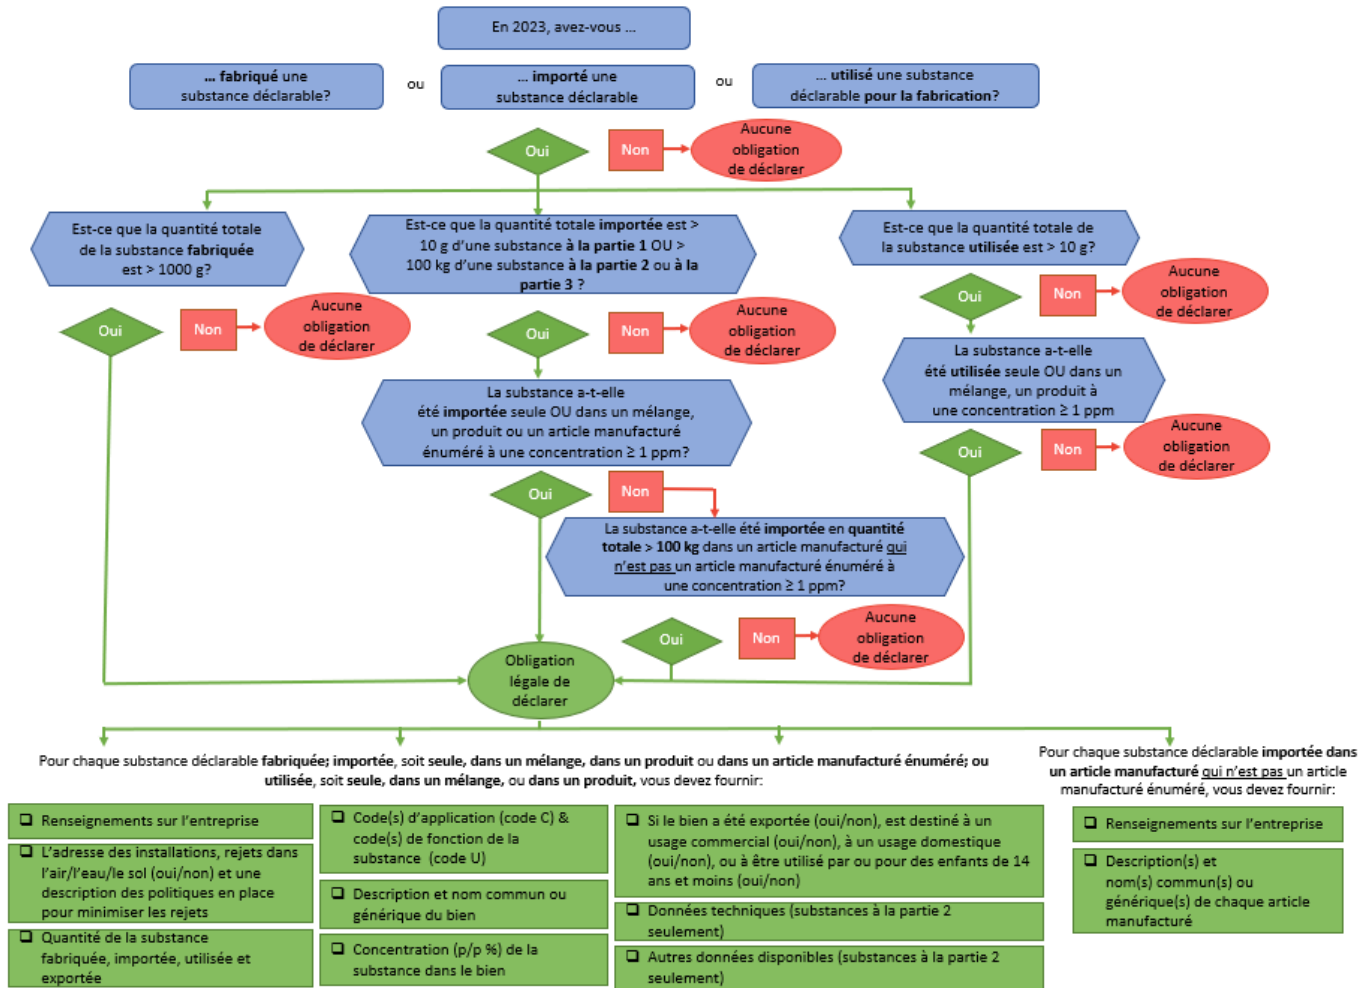 En 2023, avez-vous ...
... fabriqué une
substance déclarable?
ou
... importé une
substance déclarable
ou
... utilisé une substance
déclarable pour la fabrication?
Oui
Non
Aucune
obligation
de déclarer
Est-ce que la quantité totale
de la substance fabriquée
est > 1000 g?
Est-ce que la quantité totale importée est >
10 g d'une substance à la partie 1 OU >
100 kg d'une substance à la partie 2 ou à la
partie 3 ?
Est-ce que la quantité totale de
la substance utilisée est > 10 g?
Oui
Non
Aucune
obligation
de déclarer
Oui
Non
Aucune
obligation
de déclarer
Oui
Non
Aucune
obligation
de déclarer
La substance a-t-elle
été importée seule OU dans un mélange,
un produit ou un article manufacturé
énuméré à une concentration ≥ 1 ppm?
La substance a-t-elle
été utilisée seule OU dans un
mélange, un produit à
une concentration ≥ 1 ppm
Oui
Non
Aucune
obligation
de déclarer
Oui
Non
La substance a-t-elle été importée en quantité
totale > 100 kg dans un article manufacturé qui
n'est pas un article manufacturé énuméré à
une concentration ≥ 1 ppm?
Oui
Non
Aucune
obligation
de déclarer
Obligation
légale de
déclarer
Pour chaque substance déclarable fabriquée; importée, soit seule, dans un mélange, dans un produit ou dans un article manufacturé énuméré; ou
utilisée, soit seule, dans un mélange, ou dans un produit, vous devez fournir:
Pour chaque substance déclarable importée dans
un article manufacturé qui n'est pas un article
manufacturé énuméré, vous devez fournir:
Renseignements sur l'entreprise
L'adresse des installations, rejets dans
l'air/l'eau/le sol (oui/non) et une
description des politiques en place
pour minimiser les rejets
Quantité de la substance
fabriquée, importée, utilisée et
exportée
Code(s) d'application (code C) &
code(s) de fonction de la
substance (code U)
Description et nom commun ou
générique du bien
Concentration (p/p %) de la
substance dans le bien
Si le bien a été exportée (oui/non), est destiné à un
usage commercial (oui/non), à un usage domestique
(oui/non), ou à être utilisé par ou pour des enfants de 14
ans et moins (oui/non)
Données techniques (substances à la partie 2
seulement)
Autres données disponibles (substances à la partie 2
seulement)
Renseignements sur l'entreprise
Description(s) et
nom(s) commun(s) ou
générique(s) de chaque article
manufacturé